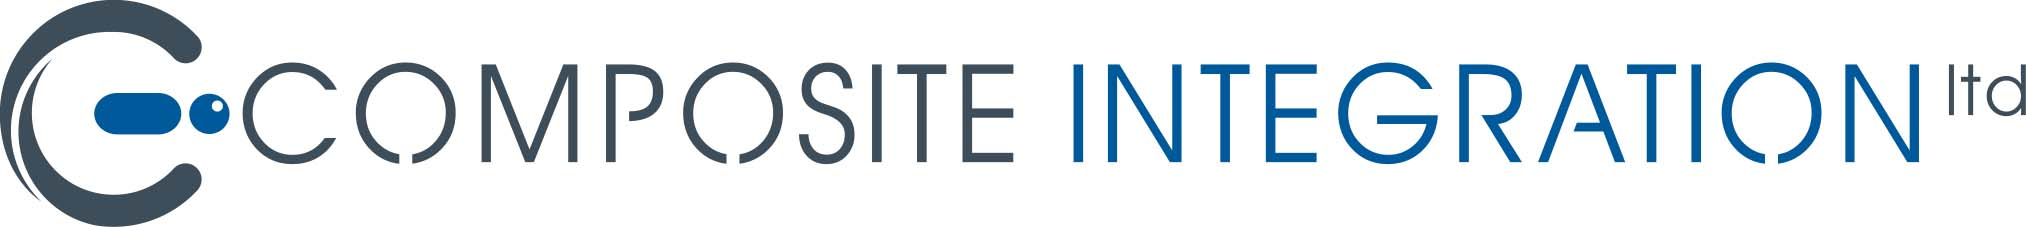 COMPOSITE INTEGRATION ltd